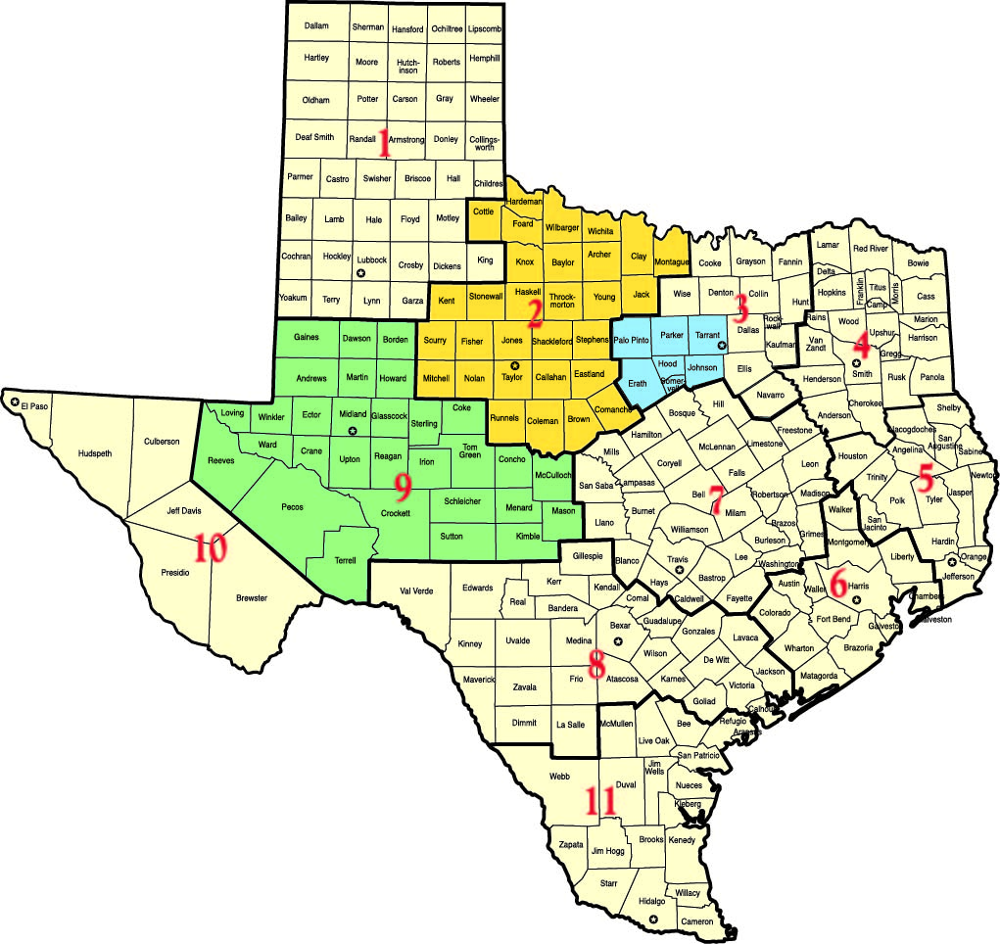 Dallam Sherman Hansford Ochiltree Lipscomb
Hartley Moore Hutch-
inson Roberts Hemphill
Oldham Potter Carson Gray Wheeler
Deaf Smith Randall 1 Armstrong Donley Collings-
worth
Parmer Castro Swisher Briscoe Hall Childres
Bailey Lamb Hale Floyd Motley Cottle Hardeman
Foard Wilbarger Wichita
Cochran Hockley Lubbock Crosby Dickens King Knox Baylor Archer Clay Montague Cooke Grayson Fannin
Lamar Red River Bowie
Delta
Yoakum Terry Lynn Garza Kent Stonewall Haskell Throck-
morton Young Jack Wise Denton Collin Hunt Hopkins Franklin Titus Morris Camp Cass
2 3
Gaines Dawson Borden Scurry Fisher Jones Shackleford Stephens Palo Pinto Parker Tarrant Dallas Rock-
wall Kaufman Rains Wood Upshur Marion
Harrison
Van
Zandt 4 Gregg
Andrews Martin Howard Mitchell Nolan Taylor Callahan Eastland Erath Hood Somer-
vell Johnson Ellis Henderson Smith Rusk Panola
El Paso Hudspeth Culberson
Loving Winkler Ector Midland Glasscock Sterling Coke Runnels Coleman Brown Comanche
Hamilton Bosque Hill Navarro Anderson Cherokee Shelby
Reeves Ward Crane Upton Reagan Irion Tom
Green Concho McCulloch
Mills Coryell McLennan Limestone Freestone Leon Houston Nacogdoches San
Augustine Sabine
Angelina
9 San Saba Lampasas Bell Falls 7 Milam Robertson Madison Trinity 5 Polk Tyler Jasper Newton
Jeff Davis 10 Pecos Crockett Schleicher Menard Mason Llano Burnet Williamson Brazos Burleson Grimes Walker San
Jacinto
Presidio Brewster Terrell Sutton Kimble Gillespie Blanco Travis Lee Washington Montgomery Liberty Hardin Orange
Jefferson
Val Verde Edwards Real Kerr Bandera Kendall Comal Hays Caldwell Bastrop Fayette Austin Waller 6 Harris Chambers
Galveston
Galveston
Kinney Uvalde Medina Bexar Guadalupe Gonzales Lavaca Colorado Fort Bend Brazoria
Wharton
Matagorda
Maverick Zavala Frio 8 Atascosa Wilson Karnes De Witt Victoria Jackson
Goliad Calhoun
Dimmit La Salle McMullen Live Oak Bee Refugio Aransas
San Patricio
Webb 11 Duval Jim
Wells Nueces
Kleberg
Zapata Jim Hogg Brooks Kenedy
Starr Hidalgo Willacy
Cameron